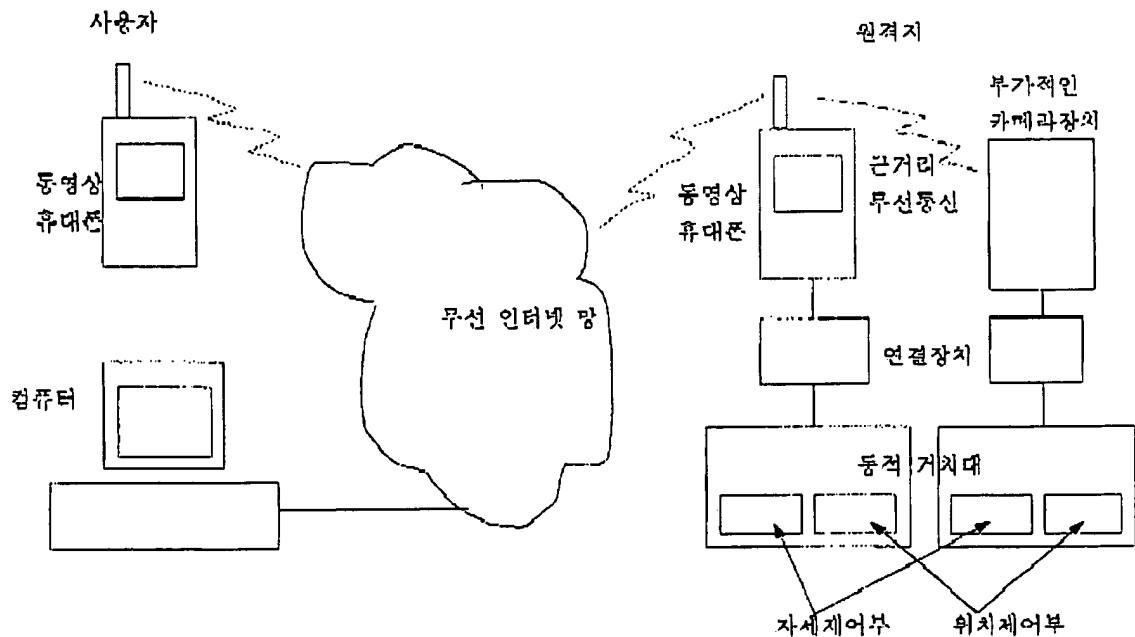 사용자
원격지
부가적인
카메라장치
동영상
휴대폰
동영상
휴대폰
근거리
무선통신
무선 인터넷 망
연결장치
컴퓨터
동적 거치대
자세제어부
위치제어부